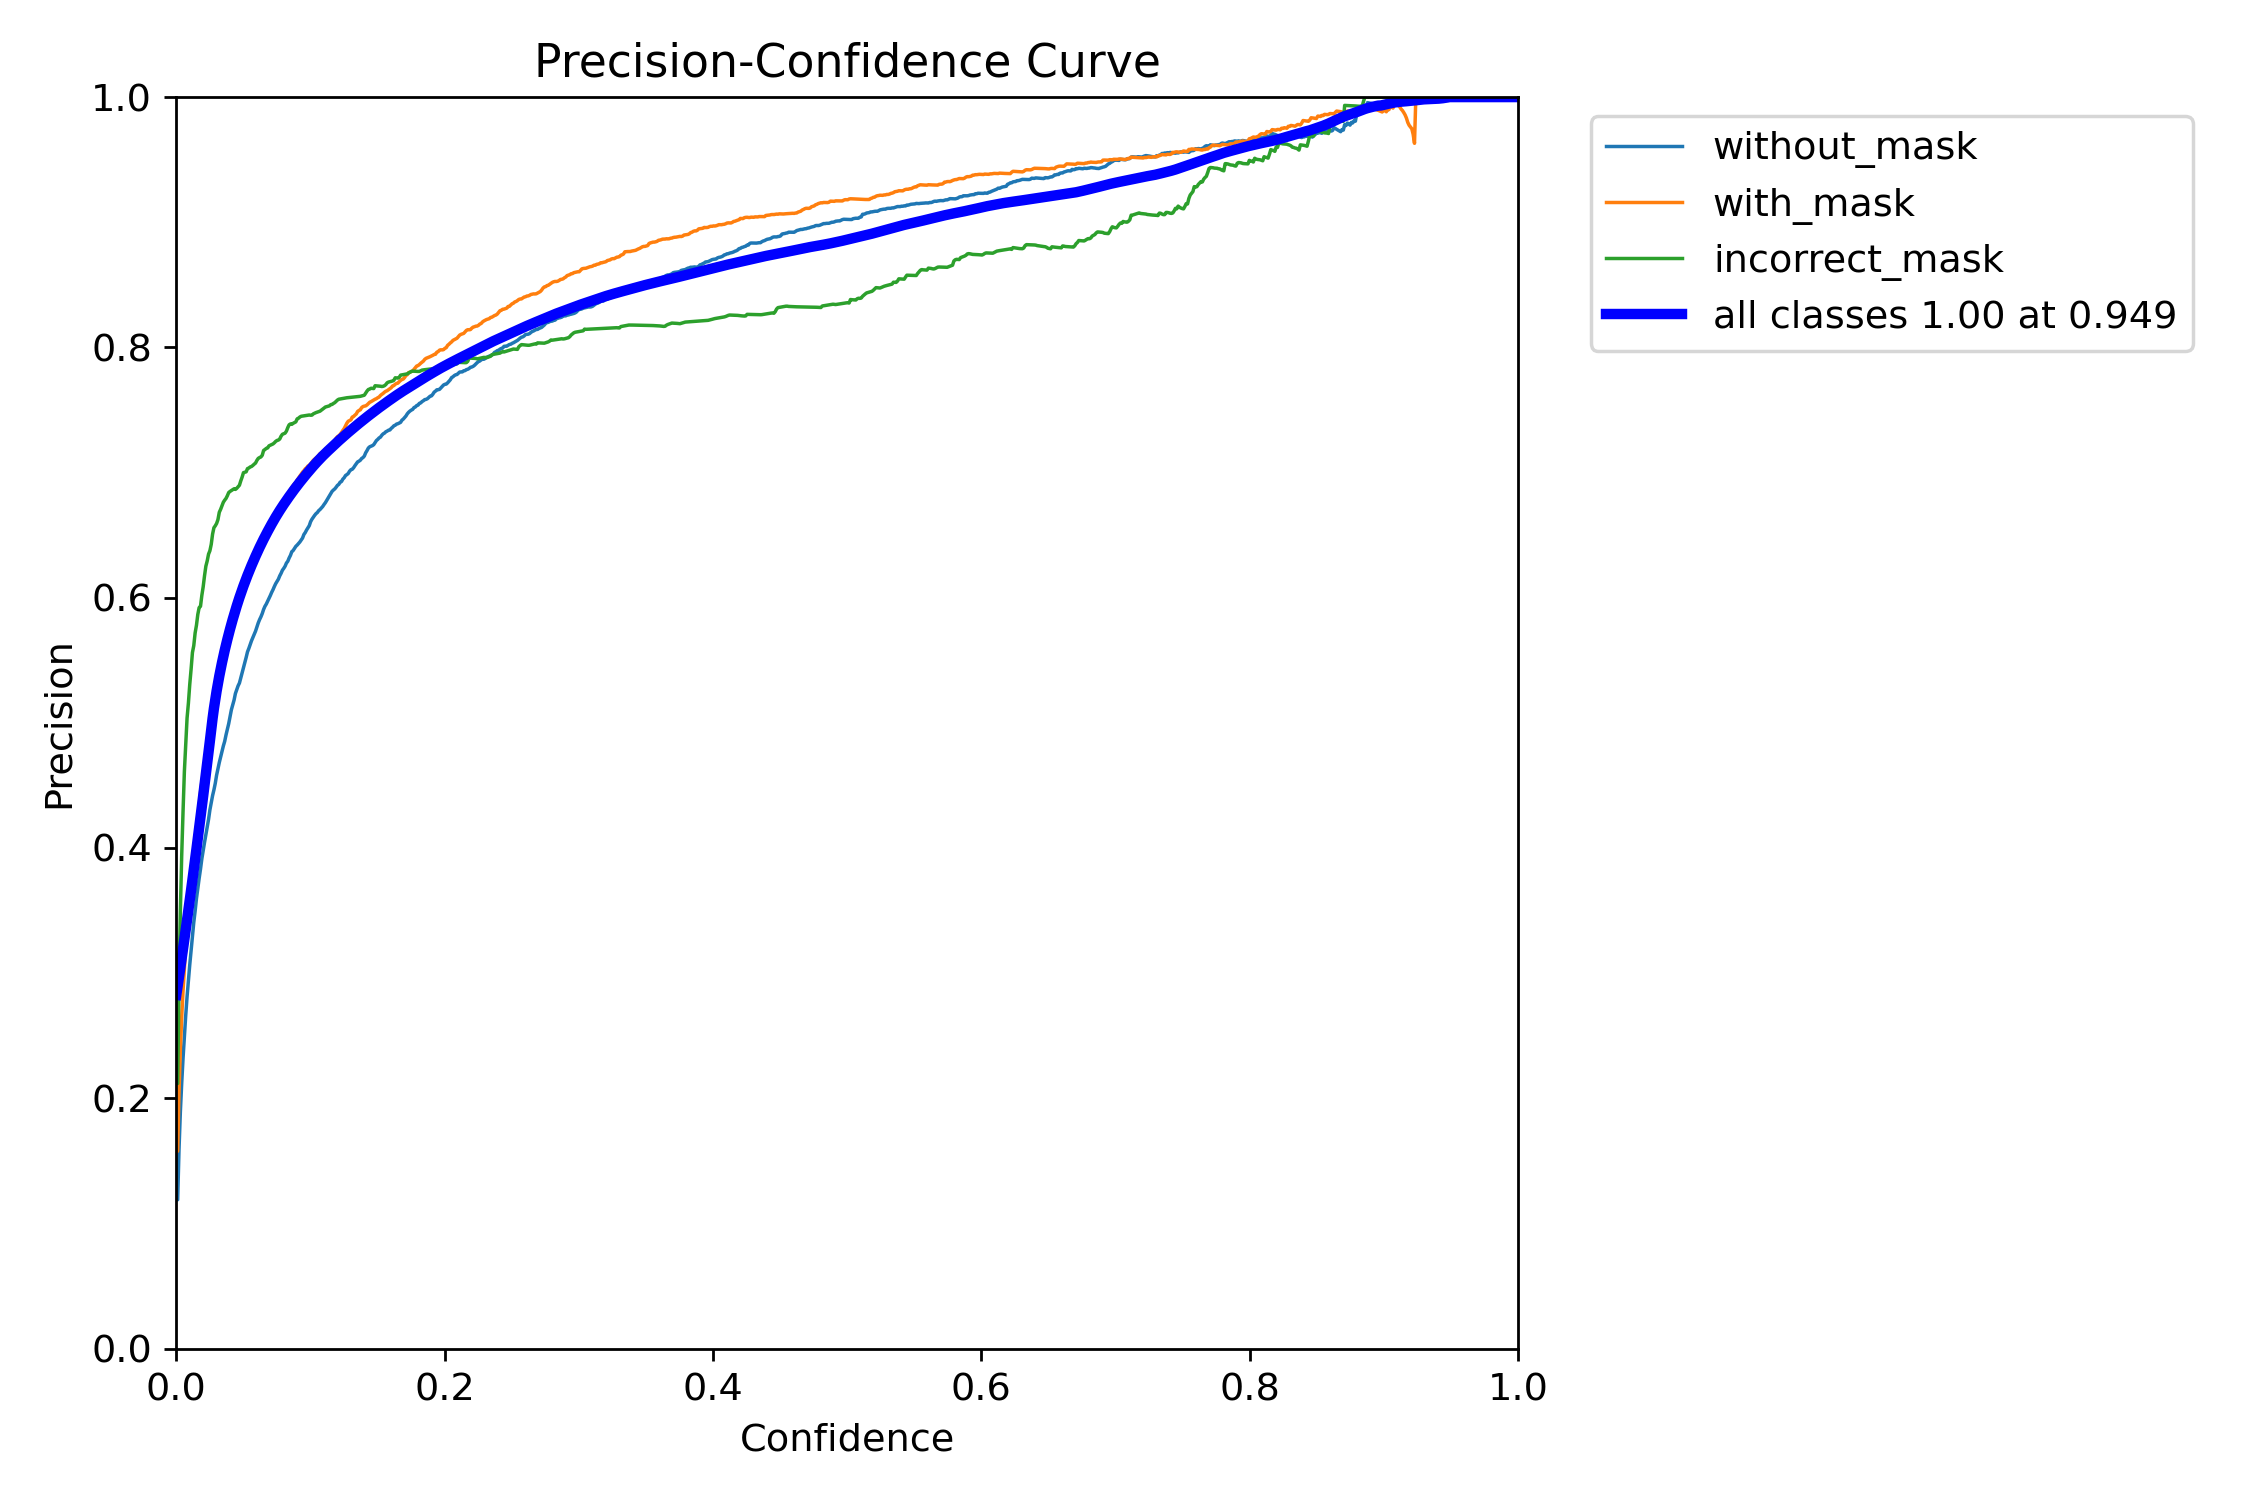 Precision-Confidence Curve
1.0
0.8
0.6
0.4
0.2
0.0
Precision
0.0 0.2 0.4 0.6 0.8 1.0
Confidence
without_mask
with_mask
incorrect_mask
all classes 1.00 at 0.949